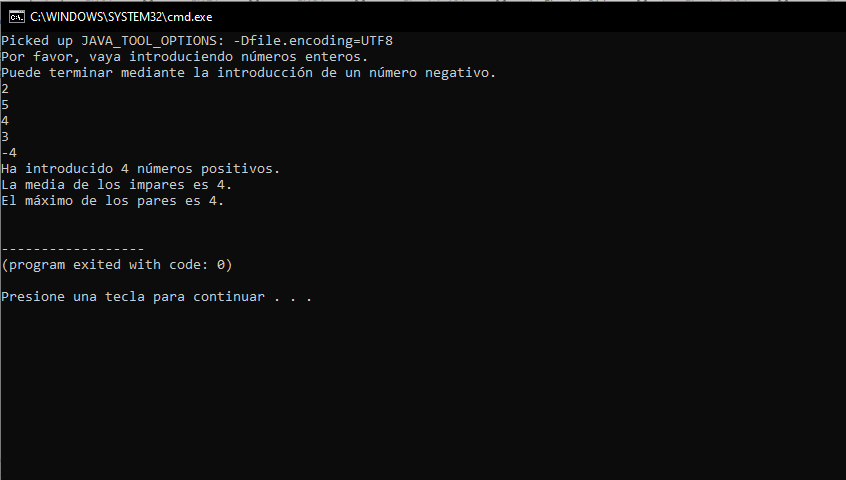 C:\WINDOWS\SYSTEM32\cmd.exe
Picked up JAVA_TOOL_OPTIONS: -Dfile.encoding=UTF8
Por favor, vaya introduciendo números enteros.
Puede terminar mediante la introducción de un número negativo.
2
5
4
3
-4
Ha introducido 4 números positivos.
La media de los impares es 4.
El máximo de los pares es 4.
------------------
(program exited with code: 0)
Presione una tecla para continuar . . .